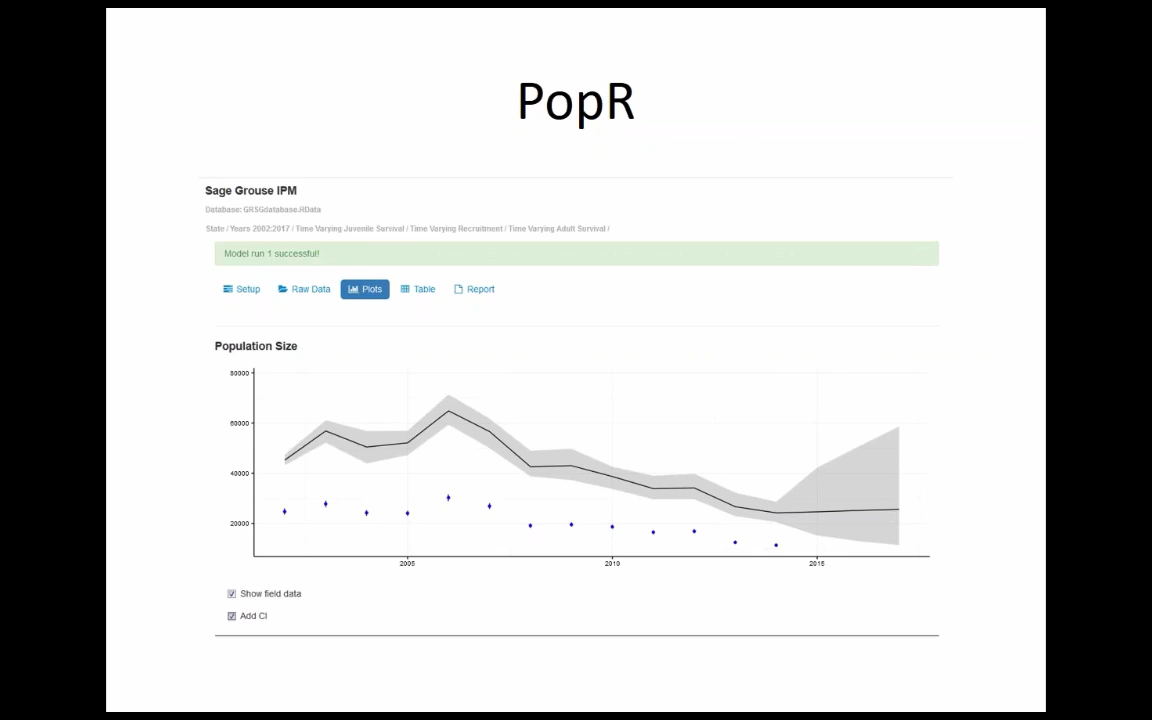 PopR
Sage Grouse IPM
Database: GRSGdatabase.RData
State / Years 2002:2017 / Time Varying Juvenile Survival / Time Varying Recruitment / Time Varying Adult Survival /
Model run 1 successful!
Setup Raw Data Plots Table Report
Population Size
80000
60000
40000
20000
2005 2010 2015
Show field data
Add CI